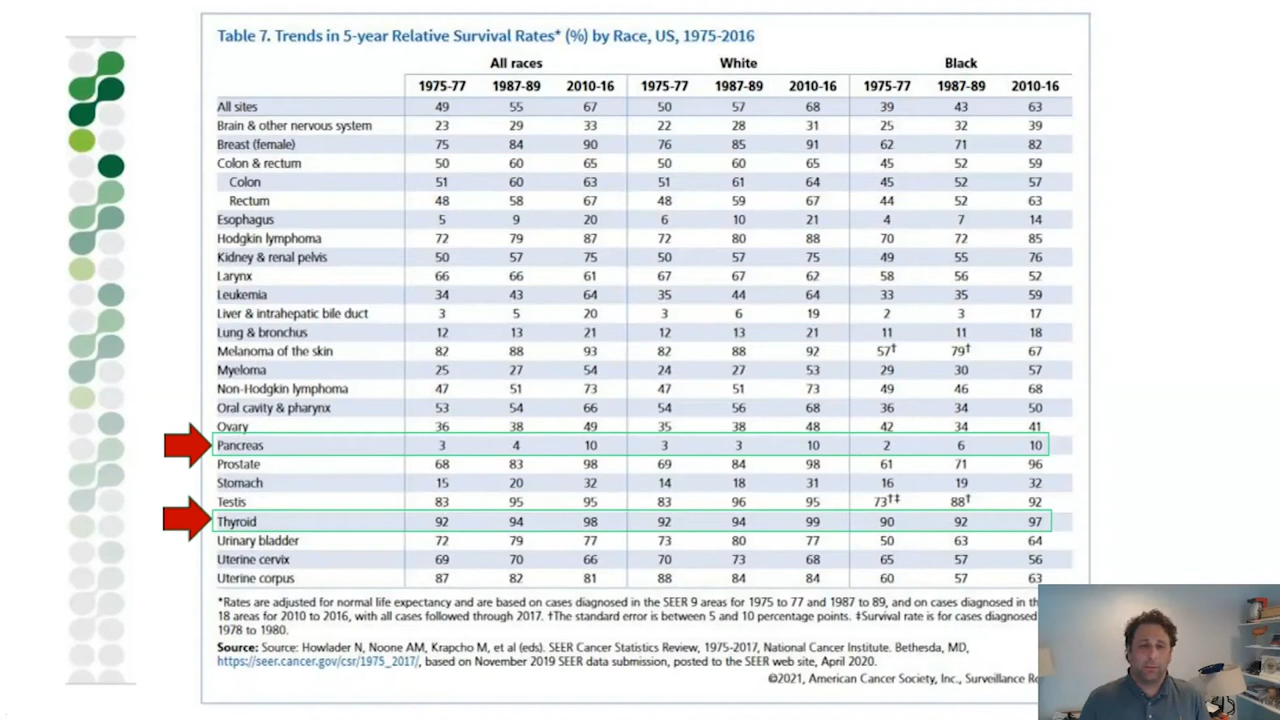 Table 7. Trends in 5-year Relative Survival Rates* (%) by Race, US, 1975-2016
All races White Black
1975-77 1987-89 2010-16 1975-77 1987-89 2010-16 1975-77 1987-89 2010-16
All sites 49 55 67 50 57 68 39 43 63
Brain & other nervous system 23 29 33 22 28 31 25 32 39
Breast (female) 75 84 90 76 85 91 62 71 82
Colon & rectum 50 60 65 50 60 65 45 52 59
Colon 51 60 63 51 61 64 45 52 57
Rectum 48 58 67 48 59 67 44 52 63
Esophagus 5 9 20 6 10 21 4 7 14
Hodgkin lymphoma 72 79 87 72 80 88 70 72 85
Kidney & renal pelvis 50 57 75 50 57 75 49 55 76
Larynx 66 66 61 67 67 62 58 56 52
Leukemia 34 43 64 35 44 64 33 35 59
Liver & intrahepatic bile duct 3 5 20 3 6 19 2 3 17
Lung & bronchus 12 13 21 12 13 21 11 11 18
Melanoma of the skin 82 88 93 82 88 92 57† 79† 67
Myeloma 25 27 54 24 27 53 29 30 57
Non-Hodgkin lymphoma 47 51 73 47 51 73 49 46 68
Oral cavity & pharynx 53 54 66 54 56 68 36 34 50
Ovary 36 38 49 35 38 48 42 34 41
Pancreas 3 4 10 3 3 10 2 6 10
Prostate 68 83 98 69 84 98 61 71 96
Stomach 15 20 32 14 18 31 16 19 32
Testis 83 95 95 83 96 95 73†‡ 88† 92
Thyroid 92 94 98 92 94 99 90 92 97
Urinary bladder 72 79 77 73 80 77 50 63 64
Uterine cervix 69 70 66 70 73 68 65 57 56
Uterine corpus 87 82 81 88 84 84 60 57 63
*Rates are adjusted for normal life expectancy and are based on cases diagnosed in the SEER 9 areas for 1975 to 77 and 1987 to 89, and on cases diagnosed in
18 areas for 2010 to 2016, with all cases followed through 2017. †The standard error is between 5 and 10 percentage points. ‡Survival rate is for cases diagnosed
1978 to 1980.
Source: Source: Howlader N, Noone AM, Krapcho M, et al (eds). SEER Cancer Statistics Review, 1975-2017, National Cancer Institute. Bethesda, MD,
https://seer.cancer.gov/csr/1975_2017/, based on November 2019 SEER data submission, posted to the SEER web site, April 2020.
©2021, American Cancer Society, Inc., Surveillance